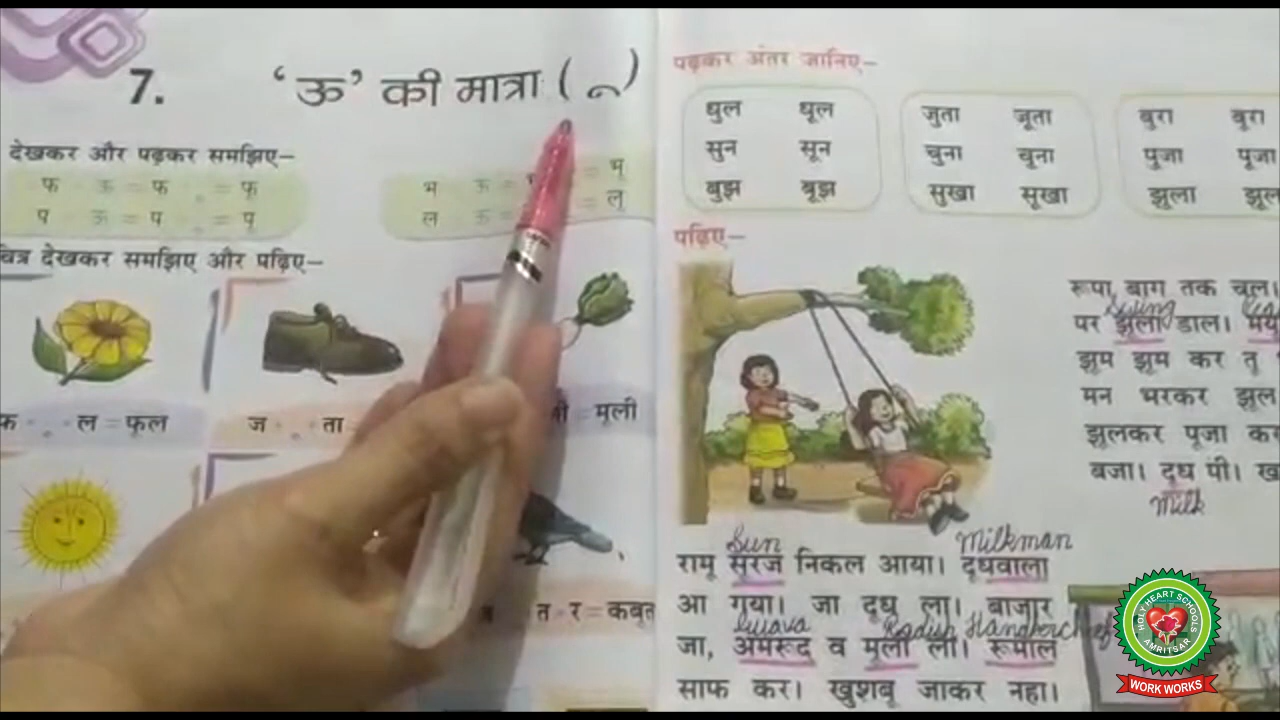 7. 'ऊ' की मात्रा ( ू )
देखकर और पढ़कर समझिए–
फ ऊ = फ ू = फू
प ऊ = प ू = पू
भ ऊ = भू
ल ऊ = लू
चित्र देखकर समझिए और पढ़िए–
फ ू ल = फूल
ज ू ता
मूली
त र = कबूत
पढ़कर अंतर जानिए–
धुल धूल
सुन सून
बुझ बूझ
जुता जूता
चुना चूना
सुखा सूखा
बुरा बूरा
पुजा पूजा
झुला झूल
पढ़िए–
रूपा बाग तक चल।
Swing
पर झूला डाल।
झूम झूम कर तू
मन भरकर झूल
झूलकर पूजा कर
बजा। दूध पी।
Milk
Sun Milkman
रामू सूरज निकल आया। दूधवाला
आ गया। जा दूध ला। बाजार
Guava Radish Handkerchief
जा, अमरूद व मूली ला। रूमाल
साफ कर। खुशबू जाकर नहा।
HOLY HEART SCHOOLS
AMRITSAR
WORK WORKS